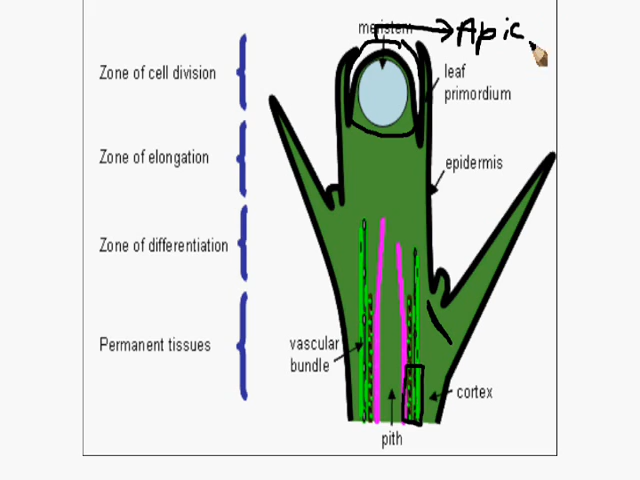 meristem
Apic
Zone of cell division
leaf
primordium
Zone of elongation
epidermis
Zone of differentiation
Permanent tissues
vascular
bundle
cortex
pith